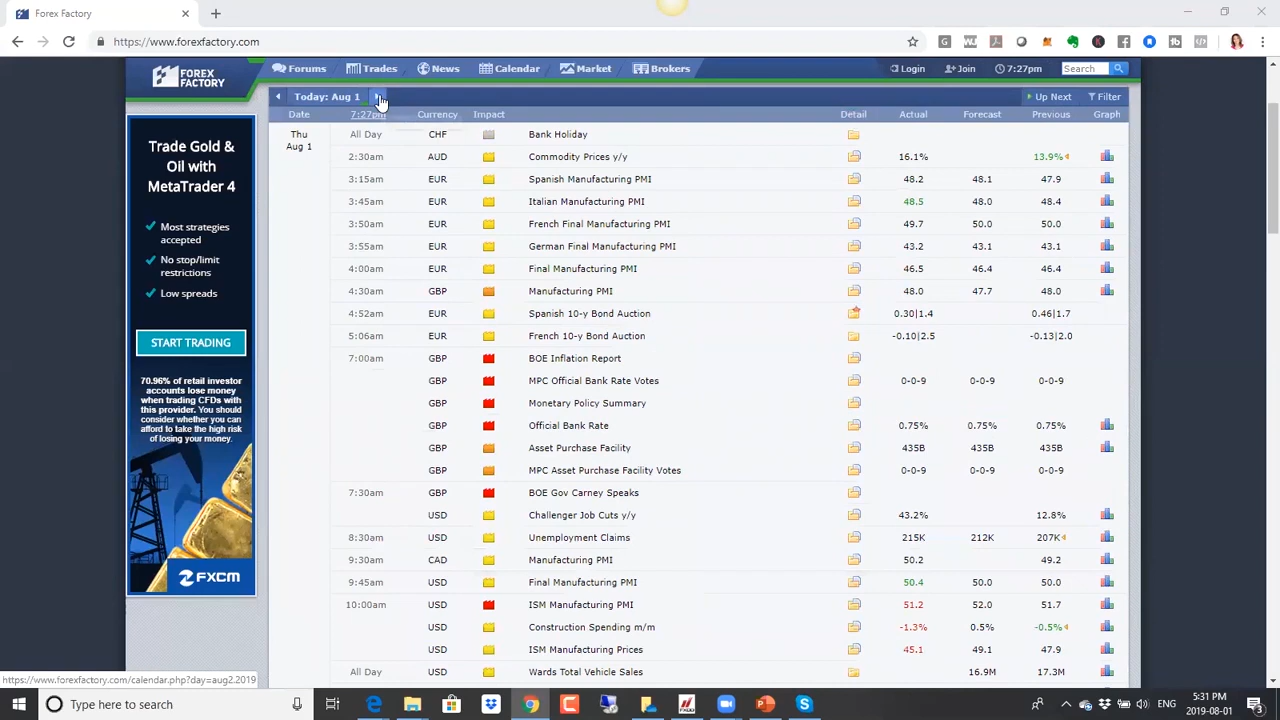 Forex Factory
https://www.forexfactory.com
FOREX FACTORY
Forums Trades News Calendar Market Brokers Login Join 7:27pm Search
Today: Aug 1 Up Next Filter
Date 7:27pm Currency Impact Detail Actual Forecast Previous Graph
Thu Aug 1 All Day CHF Bank Holiday
2:30am AUD Commodity Prices y/y 16.1% 13.9%
3:15am EUR Spanish Manufacturing PMI 48.2 48.1 47.9
3:45am EUR Italian Manufacturing PMI 48.5 48.0 48.4
3:50am EUR French Final Manufacturing PMI 49.7 50.0 50.0
3:55am EUR German Final Manufacturing PMI 43.2 43.1 43.1
4:00am EUR Final Manufacturing PMI 46.5 46.4 46.4
4:30am GBP Manufacturing PMI 48.0 47.7 48.0
4:52am EUR Spanish 10-y Bond Auction 0.30|1.4 0.46|1.7
5:06am EUR French 10-y Bond Auction -0.10|2.5 -0.13|2.0
7:00am GBP BOE Inflation Report
GBP MPC Official Bank Rate Votes 0-0-9 0-0-9 0-0-9
GBP Monetary Policy Summary
GBP Official Bank Rate 0.75% 0.75% 0.75%
GBP Asset Purchase Facility 435B 435B 435B
GBP MPC Asset Purchase Facility Votes 0-0-9 0-0-9 0-0-9
7:30am GBP BOE Gov Carney Speaks
USD Challenger Job Cuts y/y 43.2% 12.8%
8:30am USD Unemployment Claims 215K 212K 207K
9:30am CAD Manufacturing PMI 50.2 49.2
9:45am USD Final Manufacturing PMI 50.4 50.0 50.0
10:00am USD ISM Manufacturing PMI 51.2 52.0 51.7
USD Construction Spending m/m -1.3% 0.5% -0.5%
USD ISM Manufacturing Prices 45.1 49.1 47.9
All Day USD Wards Total Vehicle Sales 16.9M 17.3M
Trade Gold &
Oil with
MetaTrader 4
Most strategies
accepted
No stop/limit
restrictions
Low spreads
START TRADING
70.96% of retail investor
accounts lose money
when trading CFDs with
this provider. You should
consider whether you can
afford to take the high risk
of losing your money.
FXCM
https://www.forexfactory.com/calendar.php?day=aug2.2019
Type here to search
ENG
5:31 PM
2019-08-01
3